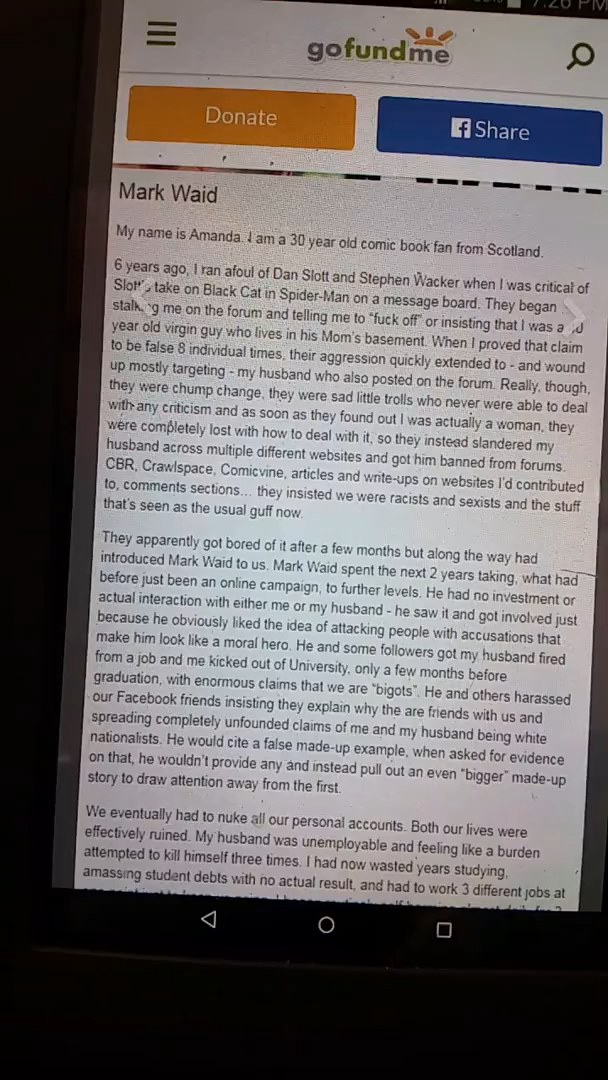 7:26 PM
gofundme
Donate
Share
Mark Waid
My name is Amanda. I am a 30 year old comic book fan from Scotland.
6 years ago, I ran afoul of Dan Slott and Stephen Wacker when I was critical of
Slott's take on Black Cat in Spider-Man on a message board. They began
me on the forum and telling me to "fuck off" or insisting that I was a
year old virgin guy who lives in his Mom's basement. When I proved that claim
to be false 8 individual times, their aggression quickly extended to - and wound
up mostly targeting - my husband who also posted on the forum. Really, though,
they were chump change, they were sad little trolls who never were able to deal
with any criticism and as soon as they found out I was actually a woman, they
were completely lost with how to deal with it, so they instead slandered my
husband across multiple different websites and got him banned from forums.
CBR, Crawlspace, Comicvine, articles and write-ups on websites I'd contributed
to, comments sections... they insisted we were racists and sexists and the stuff
that's seen as the usual guff now.
They apparently got bored of it after a few months but along the way had
introduced Mark Waid to us. Mark Waid spent the next 2 years taking, what had
before just been an online campaign, to further levels. He had no investment or
actual interaction with either me or my husband - he saw it and got involved just
because he obviously liked the idea of attacking people with accusations that
make him look like a moral hero. He and some followers got my husband fired
from a job and me kicked out of University, only a few months before
graduation, with enormous claims that we are "bigots". He and others harassed
our Facebook friends insisting they explain why the are friends with us and
spreading completely unfounded claims of me and my husband being white
nationalists. He would cite a false made-up example, when asked for evidence
on that, he wouldn't provide any and instead pull out an even "bigger" made-up
story to draw attention away from the first.
We eventually had to nuke all our personal accounts. Both our lives were
effectively ruined. My husband was unemployable and feeling like a burden
attempted to kill himself three times. I had now wasted years studying,
amassing student debts with no actual result, and had to work 3 different jobs at